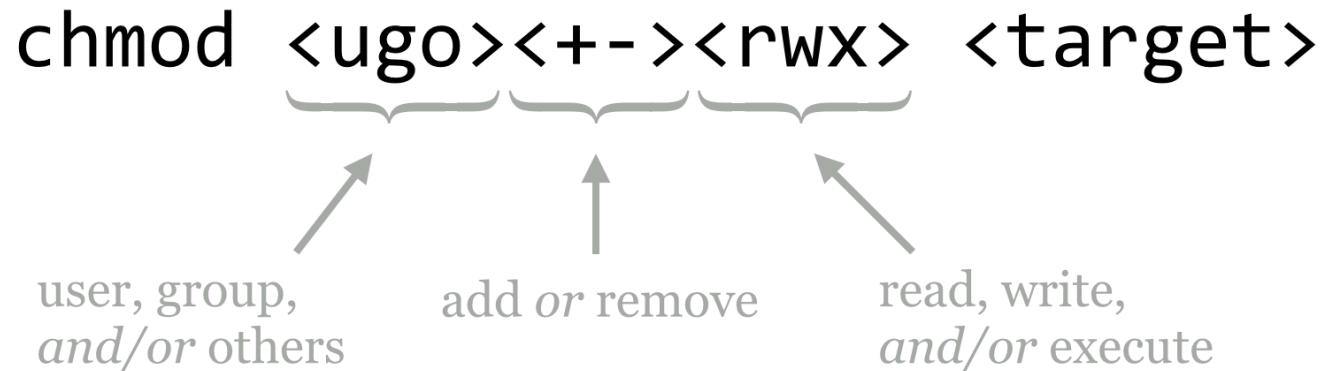 chmod <ugo><+-><rwx> <target>
user, group,
and/or others
add or remove
read, write,
and/or execute